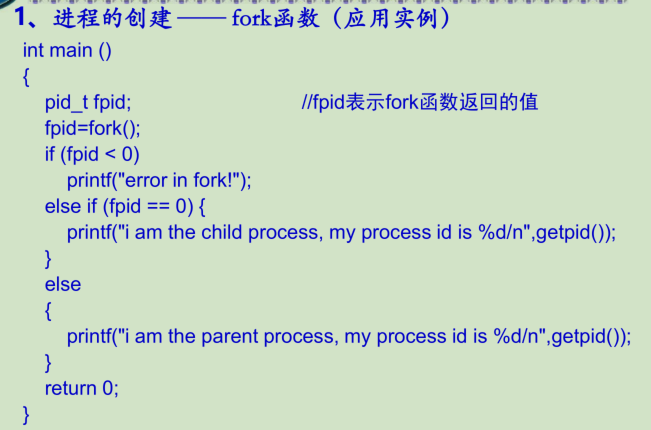 1、进程的创建 —— fork函数（应用实例）
int main ()
{
pid_t fpid; //fpid表示fork函数返回的值
fpid=fork();
if (fpid < 0)
printf("error in fork!");
else if (fpid == 0) {
printf("i am the child process, my process id is %d/n",getpid());
}
else
{
printf("i am the parent process, my process id is %d/n",getpid());
}
return 0;
}